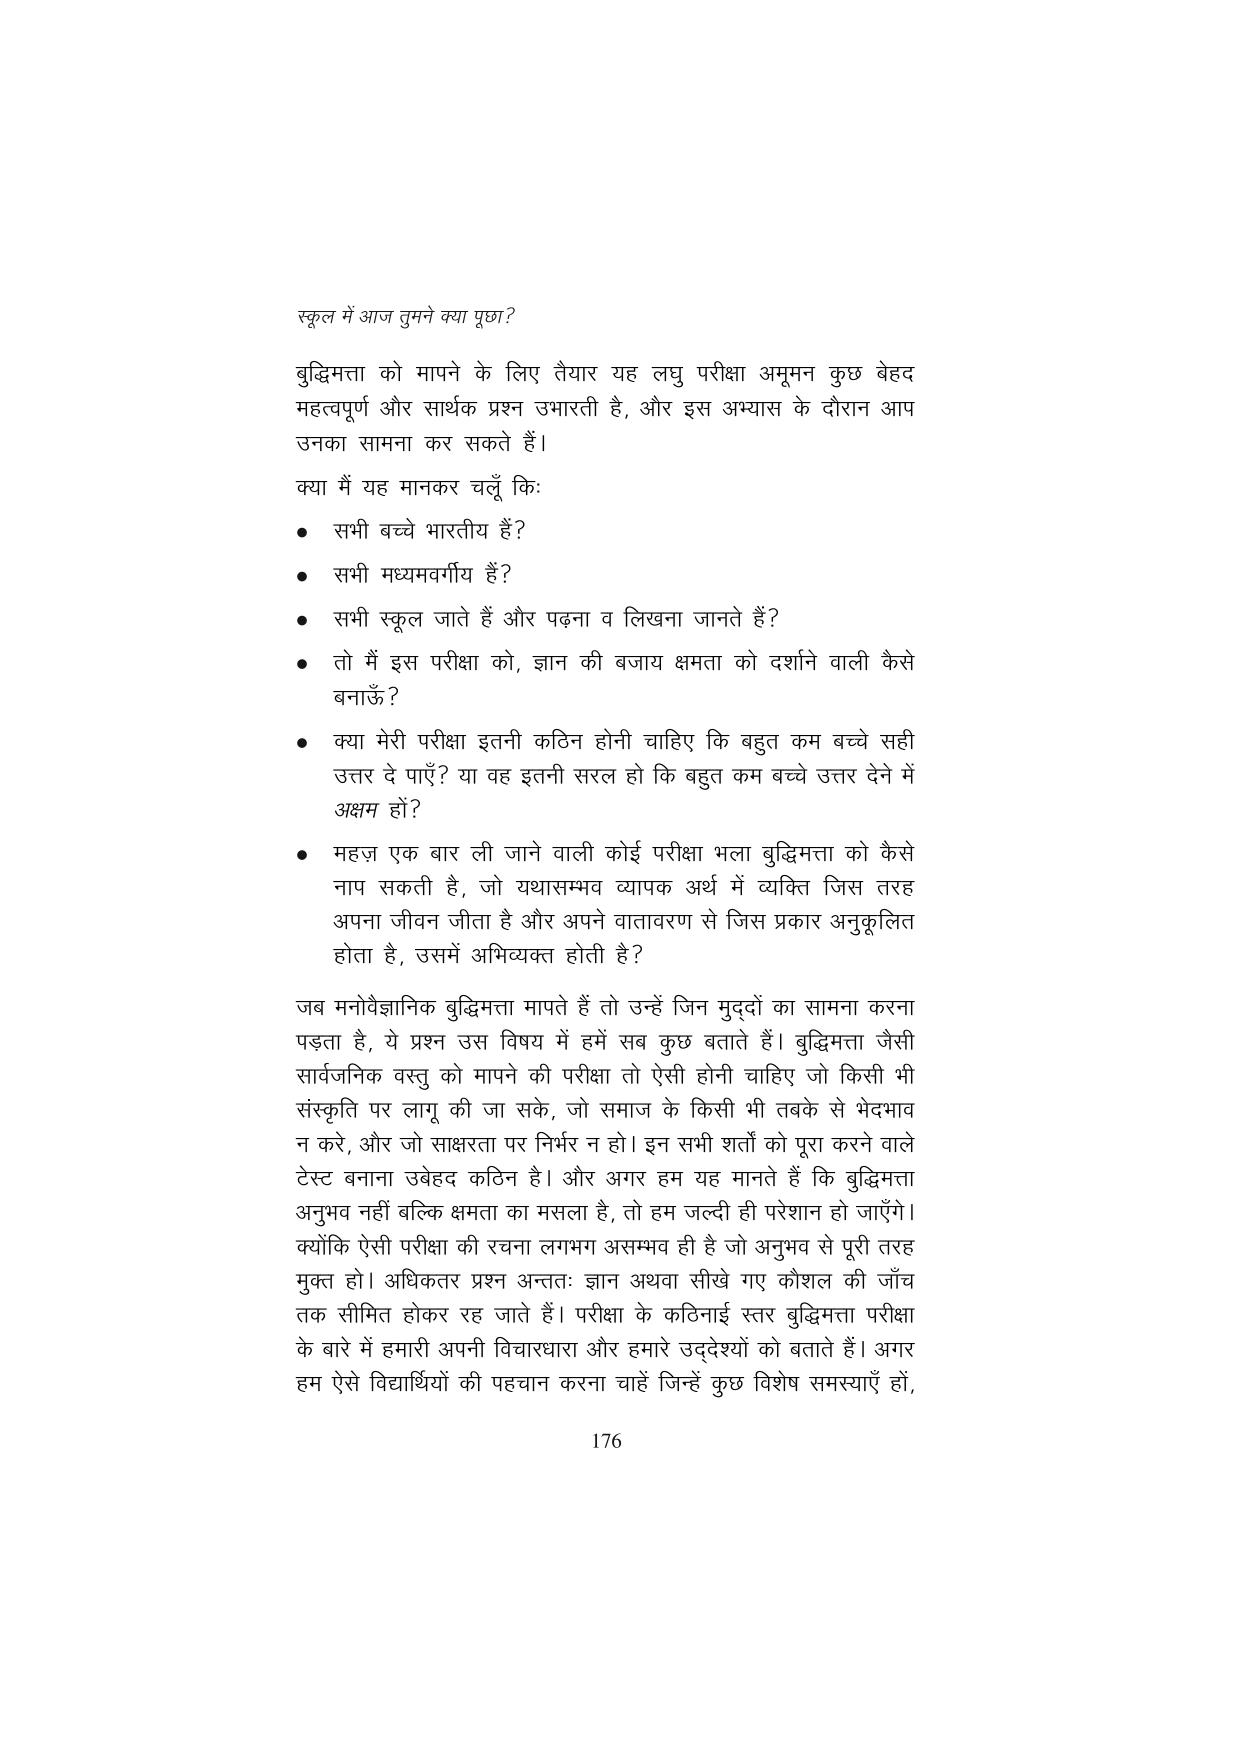 स्कूल में आज तुमने क्या पूछा?
बुद्धिमत्ता को मापने के लिए तैयार यह लघु परीक्षा अमूमन कुछ बेहद
महत्वपूर्ण और सार्थक प्रश्न उभारती है, और इस अभ्यास के दौरान आप
उनका सामना कर सकते हैं।
क्या मैं यह मानकर चलूँ किः
● सभी बच्चे भारतीय हैं?
● सभी मध्यमवर्गीय हैं?
● सभी स्कूल जाते हैं और पढ़ना व लिखना जानते हैं?
● तो मैं इस परीक्षा को, ज्ञान की बजाय क्षमता को दर्शाने वाली कैसे
बनाऊँ?
● क्या मेरी परीक्षा इतनी कठिन होनी चाहिए कि बहुत कम बच्चे सही
उत्तर दे पाएँ? या वह इतनी सरल हो कि बहुत कम बच्चे उत्तर देने में
अक्षम हों?
● महज़ एक बार ली जाने वाली कोई परीक्षा भला बुद्धिमत्ता को कैसे
नाप सकती है, जो यथासम्भव व्यापक अर्थ में व्यक्ति जिस तरह
अपना जीवन जीता है और अपने वातावरण से जिस प्रकार अनुकूलित
होता है, उसमें अभिव्यक्त होती है?
जब मनोवैज्ञानिक बुद्धिमत्ता मापते हैं तो उन्हें जिन मुद्दों का सामना करना
पड़ता है, ये प्रश्न उस विषय में हमें सब कुछ बताते हैं। बुद्धिमत्ता जैसी
सार्वजनिक वस्तु को मापने की परीक्षा तो ऐसी होनी चाहिए जो किसी भी
संस्कृति पर लागू की जा सके, जो समाज के किसी भी तबके से भेदभाव
न करे, और जो साक्षरता पर निर्भर न हो। इन सभी शर्तों को पूरा करने वाले
टेस्ट बनाना उबेहद कठिन है। और अगर हम यह मानते हैं कि बुद्धिमत्ता
अनुभव नहीं बल्कि क्षमता का मसला है, तो हम जल्दी ही परेशान हो जाएँगे।
क्योंकि ऐसी परीक्षा की रचना लगभग असम्भव ही है जो अनुभव से पूरी तरह
मुक्त हो। अधिकतर प्रश्न अन्ततः ज्ञान अथवा सीखे गए कौशल की जाँच
तक सीमित होकर रह जाते हैं। परीक्षा के कठिनाई स्तर बुद्धिमत्ता परीक्षा
के बारे में हमारी अपनी विचारधारा और हमारे उद्देश्यों को बताते हैं। अगर
हम ऐसे विद्यार्थियों की पहचान करना चाहें जिन्हें कुछ विशेष समस्याएँ हों,
176